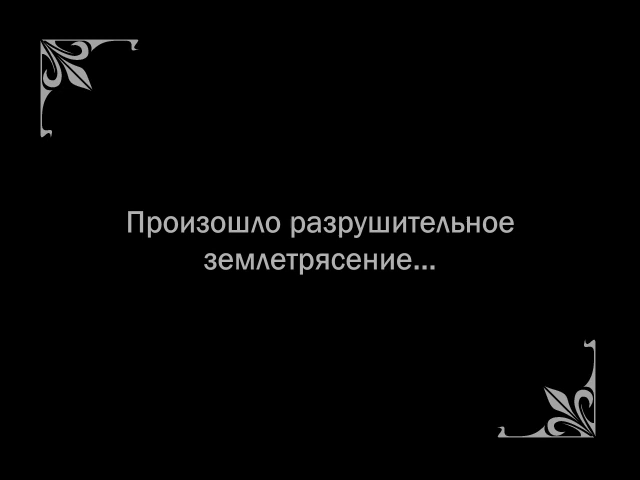 Произошло разрушительное
землетрясение...